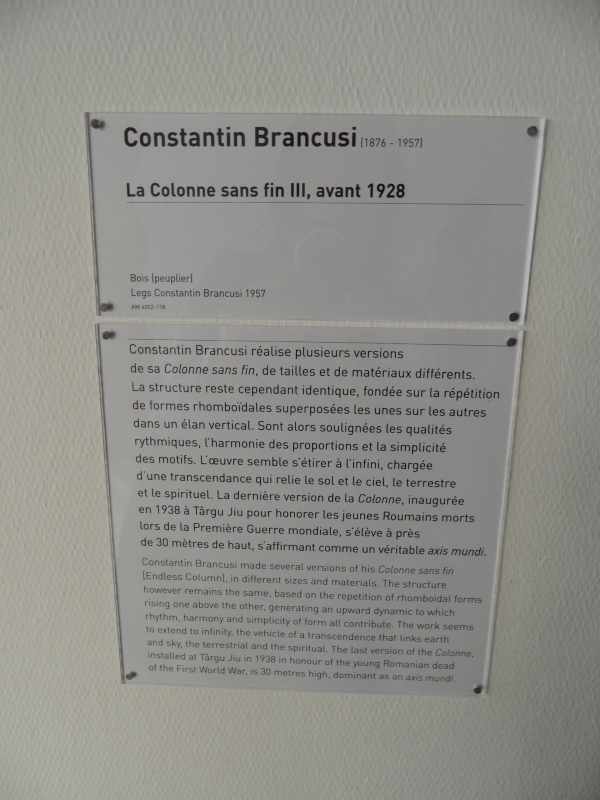 Constantin Brancusi (1876 - 1957)
La Colonne sans fin III, avant 1928
Bois (peuplier)
Legs Constantin Brancusi 1957
AM 4002-118
Constantin Brancusi réalise plusieurs versions
de sa Colonne sans fin, de tailles et de matériaux différents.
La structure reste cependant identique, fondée sur la répétition
de formes rhomboïdales superposées les unes sur les autres
dans un élan vertical. Sont alors soulignées les qualités
rythmiques, l'harmonie des proportions et la simplicité
des motifs. L'œuvre semble s'étirer à l'infini, chargée
d'une transcendance qui relie le sol et le ciel, le terrestre
et le spirituel. La dernière version de la Colonne, inaugurée
en 1938 à Târgu Jiu pour honorer les jeunes Roumains morts
lors de la Première Guerre mondiale, s'élève à près
de 30 mètres de haut, s'affirmant comme un véritable axis mundi.
Constantin Brancusi made several versions of his Colonne sans fin
[Endless Column], in different sizes and materials. The structure
however remains the same, based on the repetition of rhomboidal forms
rising one above the other, generating an upward dynamic to which
rhythm, harmony and simplicity of form all contribute. The work seems
to extend to infinity, the vehicle of a transcendence that links earth
and sky, the terrestrial and the spiritual. The last version of the Colonne,
installed at Târgu Jiu in 1938 in honour of the young Romanian dead
of the First World War, is 30 metres high, dominant as an axis mundi.